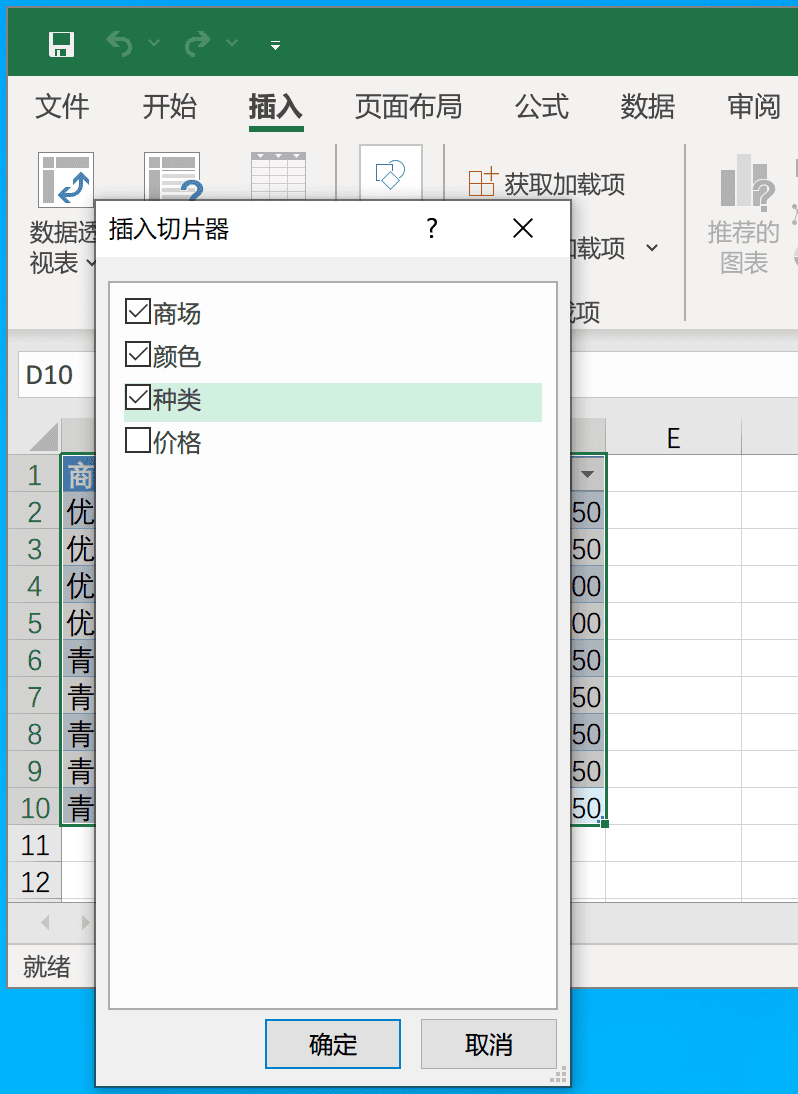 文件 开始 插入 页面布局 公式 数据 审阅
获取加载项
数据透
视表
加载项
推荐的
图表
载项
插入切片器 ?
商场
颜色
种类
价格
D10
E
1 商
2 优 50
3 优 50
4 优 00
5 优 00
6 青 50
7 青 50
8 青 50
9 青 50
10 青 50
11
12
就绪
确定 取消